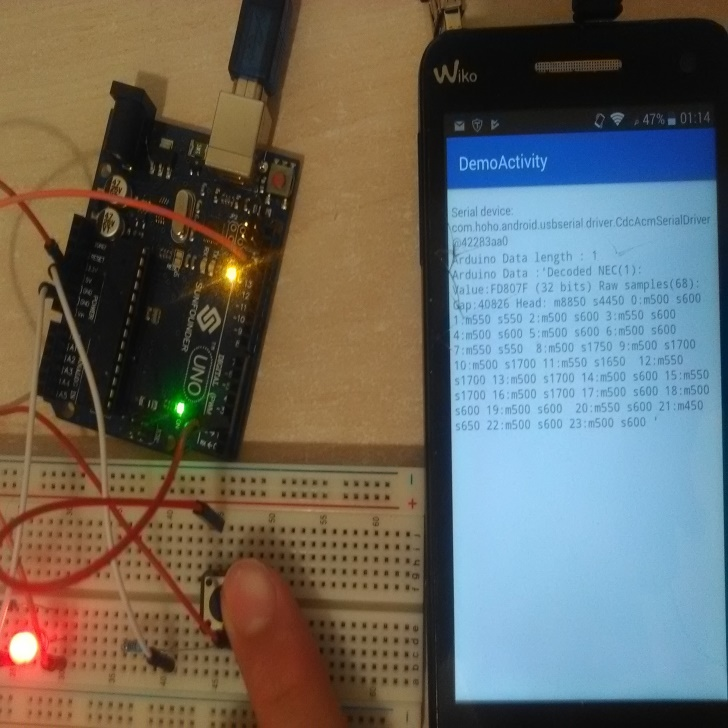 Wiko
47% 01:14
DemoActivity
Serial device:
com.hoho.android.usbserial.driver.CdcAcmSerialDriver
@42283aa0
Arduino Data length : 1
Arduino Data :'Decoded NEC(1):
Value:FD807F (32 bits) Raw samples(68):
Gap:40826 Head: m8850 s4450 0:m500 s600
1:m550 s550 2:m500 s600 3:m550 s600
4:m500 s600 5:m500 s600 6:m500 s600
7:m550 s550 8:m500 s1750 9:m500 s1700
10:m500 s1700 11:m550 s1650 12:m550
s1700 13:m500 s1700 14:m500 s600 15:m550
s1700 16:m500 s1700 17:m500 s600 18:m500
s600 19:m500 s600 20:m550 s600 21:m450
s650 22:m500 s600 23:m500 s600 '
SUNFOUNDER
UNO
DIGITAL
POWER